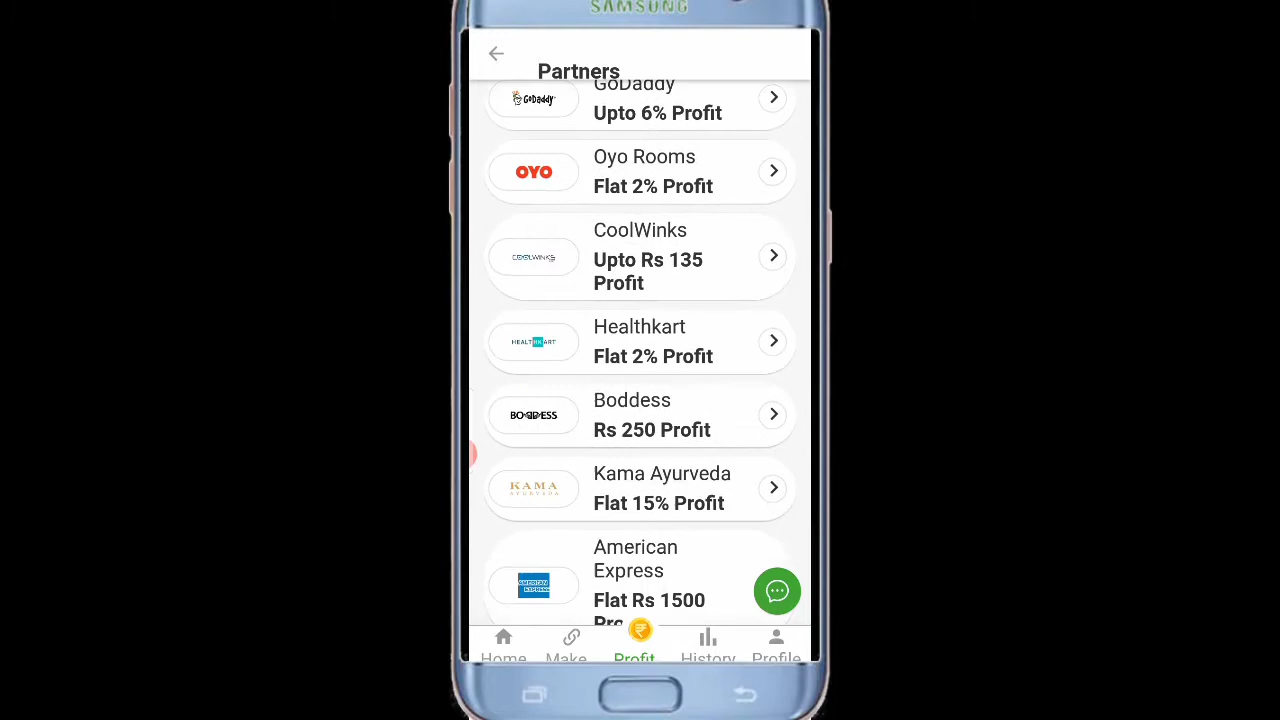 SAMSUNG
Partners
GoDaddy
GoDaddy
Upto 6% Profit
OYO
Oyo Rooms
Flat 2% Profit
COOLWINKS
CoolWinks
Upto Rs 135
Profit
HEALTHKART
Healthkart
Flat 2% Profit
BODDESS
Boddess
Rs 250 Profit
KAMA
AYURVEDA
Kama Ayurveda
Flat 15% Profit
AMERICAN
EXPRESS
American
Express
Flat Rs 1500
Home Make Profit History Profile